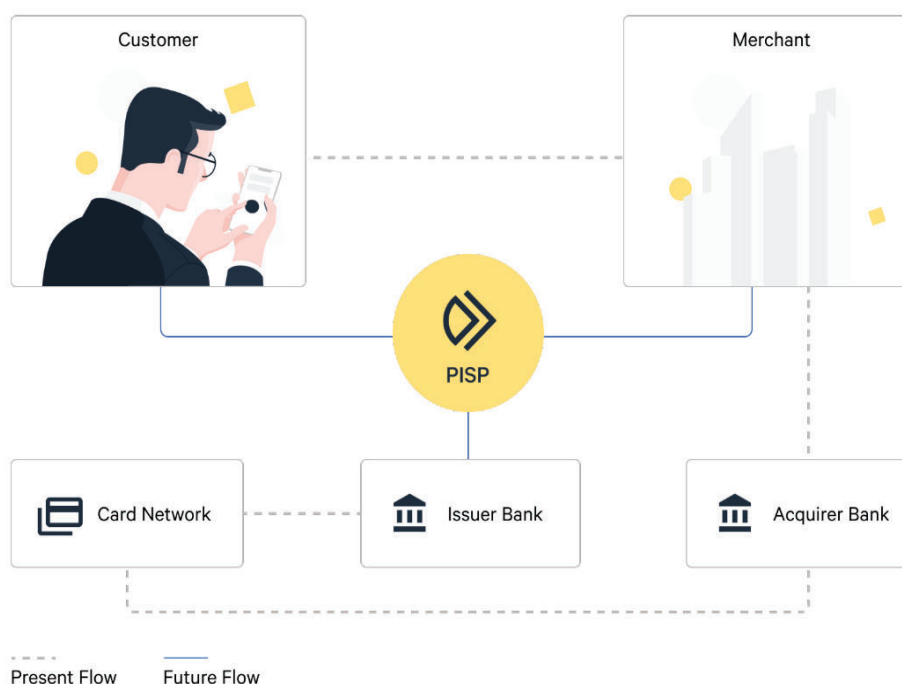 Customer
Merchant
PISP
Card Network
Issuer Bank
Acquirer Bank
Present Flow
Future Flow